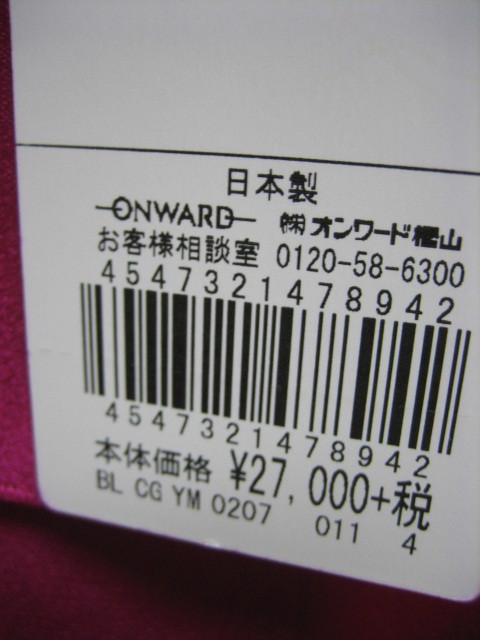 日本製
ONWARD ㈱オンワード樫山
お客様相談室 0120-58-6300
4547321478942
4547321478942
本体価格 ¥27,000+税
BL CG YM 0207 011 4